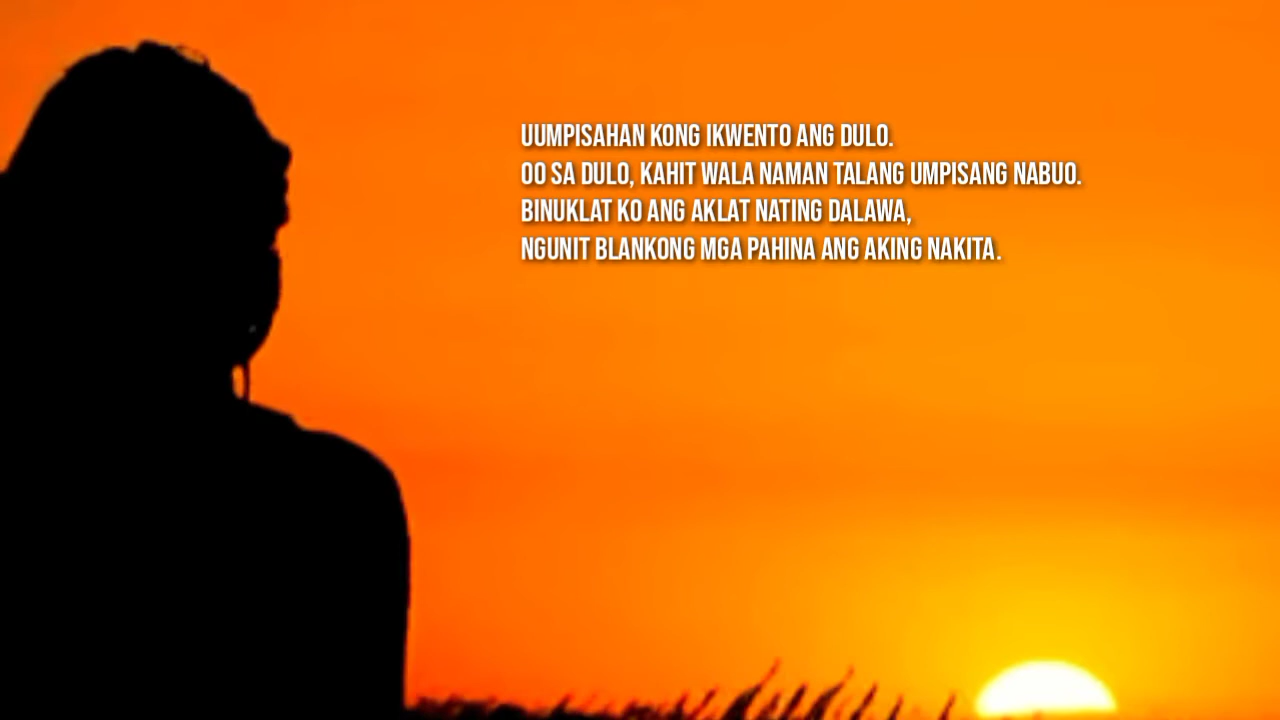 UUMPISAHAN KONG IKWENTO ANG DULO.
OO SA DULO, KAHIT WALA NAMAN TALANG UMPISANG NABUO.
BINUKLAT KO ANG AKLAT NATING DALAWA,
NGUNIT BLANKONG MGA PAHINA ANG AKING NAKITA.